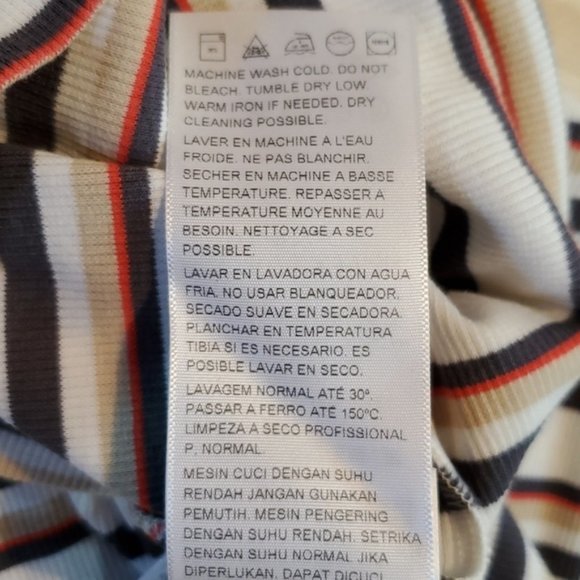 MACHINE WASH COLD. DO NOT
BLEACH. TUMBLE DRY LOW
WARM IRON IF NEEDED. DRY
CLEANING POSSIBLE.
LAVER EN MACHINE A L'EAU
FROIDE. NE PAS BLANCHIR.
SECHER EN MACHINE A BASSE
TEMPERATURE. REPASSER A
TEMPERATURE MOYENNE AU
BESOIN. NETTOYAGE A SEC
POSSIBLE.
LAVAR EN LAVADORA CON AGUA
FRIA. NO USAR BLANQUEADOR.
SECADO SUAVE EN SECADORA.
PLANCHAR EN TEMPERATURA
TIBIA SI ES NECESARIO. ES
POSIBLE LAVAR EN SECO.
LAVAGEM NORMAL ATÉ 30º.
PASSAR A FERRO ATÉ 150ºC.
LIMPEZA A SECO PROFISSIONAL
P, NORMAL.
MESIN CUCI DENGAN SUHU
RENDAH JANGAN GUNAKAN
PEMUTIH. MESIN PENGERING
DENGAN SUHU RENDAH. SETRIKA
DENGAN SUHU NORMAL JIKA
DIPERLUKAN. DAPAT DICUCI